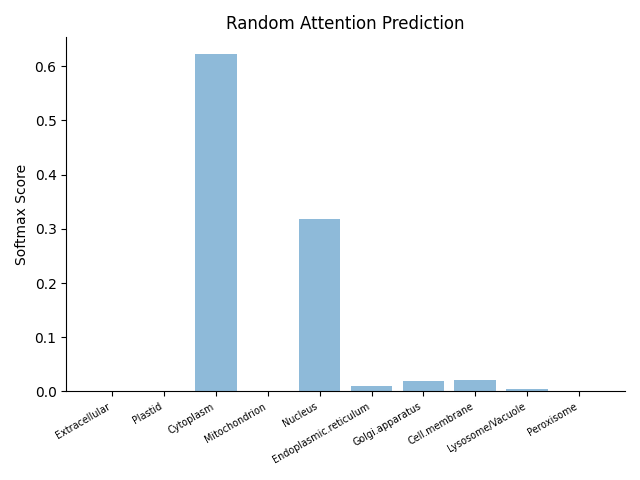 Random Attention Prediction
Softmax Score
0.6
0.5
0.4
0.3
0.2
0.1
0.0
Extracellular
Plastid
Cytoplasm
Mitochondrion
Nucleus
Endoplasmic.reticulum
Golgi.apparatus
Cell.membrane
Lysosome/Vacuole
Peroxisome